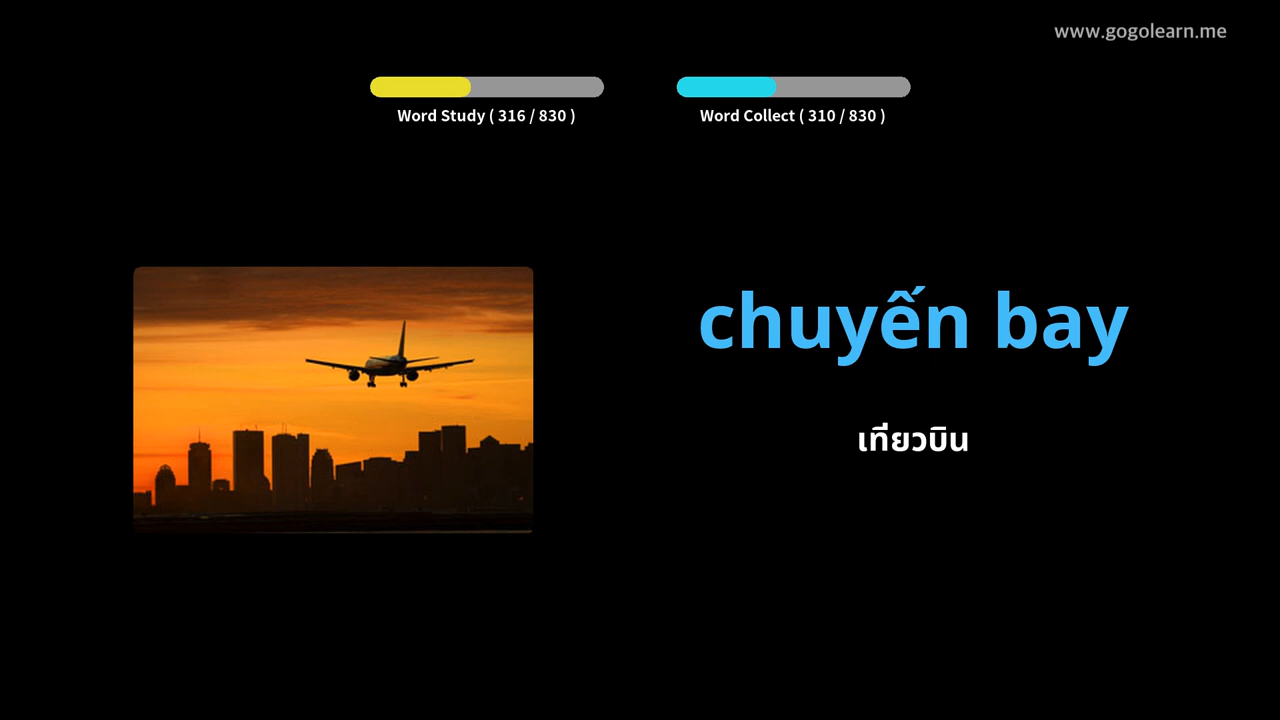 www.gogolearn.me
Word Study ( 316 / 830 )
Word Collect ( 310 / 830 )
chuyến bay
เที่ยวบิน